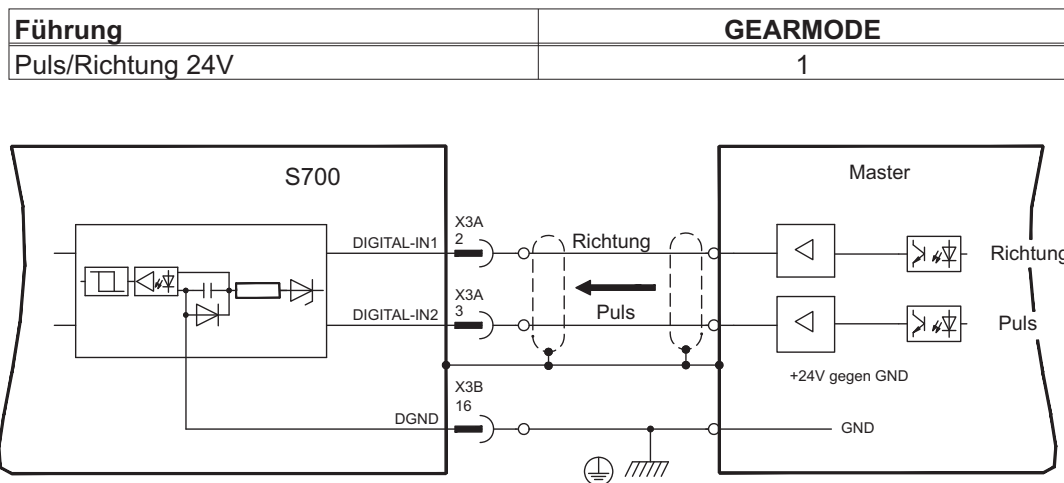 Führung GEARMODE
Puls/Richtung 24V 1
S700
Master
DIGITAL-IN1
X3A
2
Richtung
Richtung
DIGITAL-IN2
X3A
3
Puls
Puls
+24V gegen GND
X3B
16
DGND
GND